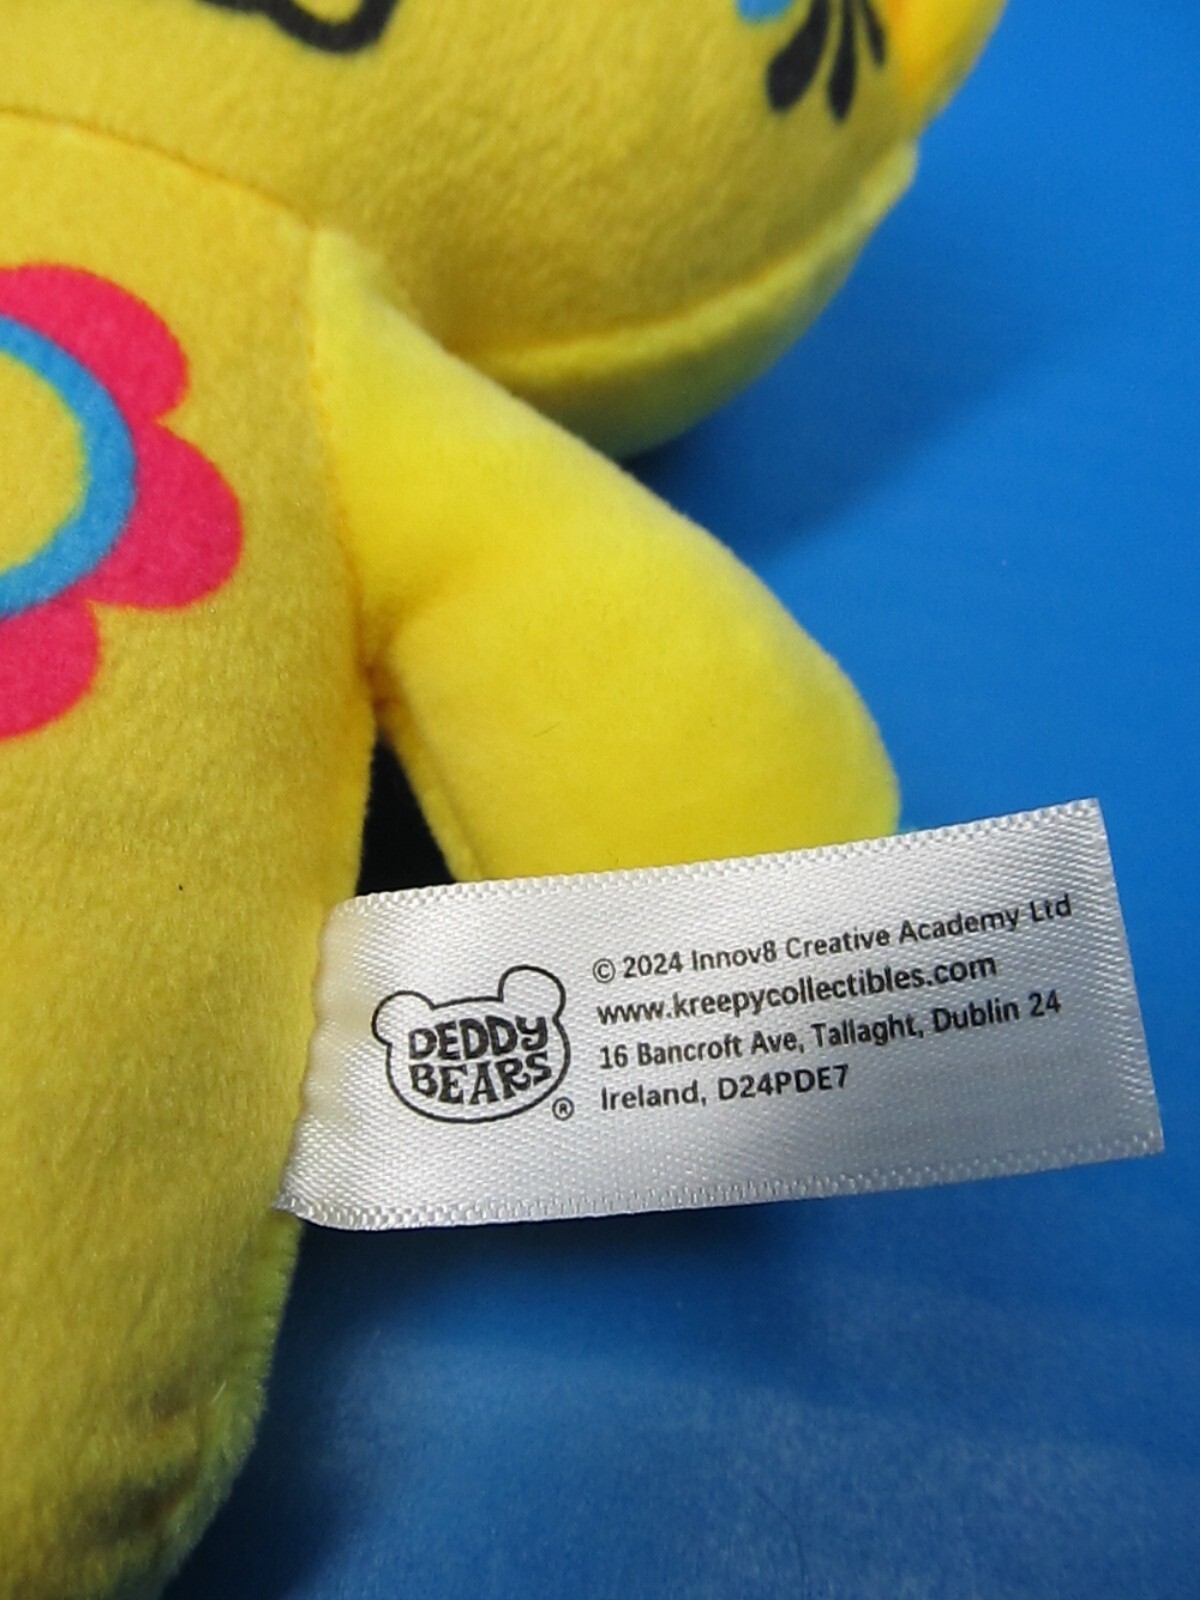 DEDDY
BEARS
®
© 2024 Innov8 Creative Academy Ltd
www.kreepycollectibles.com
16 Bancroft Ave, Tallaght, Dublin 24
Ireland, D24PDE7